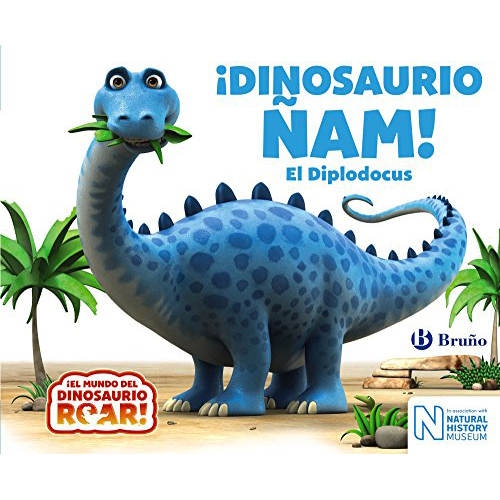 ¡DINOSAURIO
ÑAM!
El Diplodocus
B Bruño
¡EL MUNDO DEL
DINOSAURIO
ROAR!
N
In association with
NATURAL
HISTORY
MUSEUM